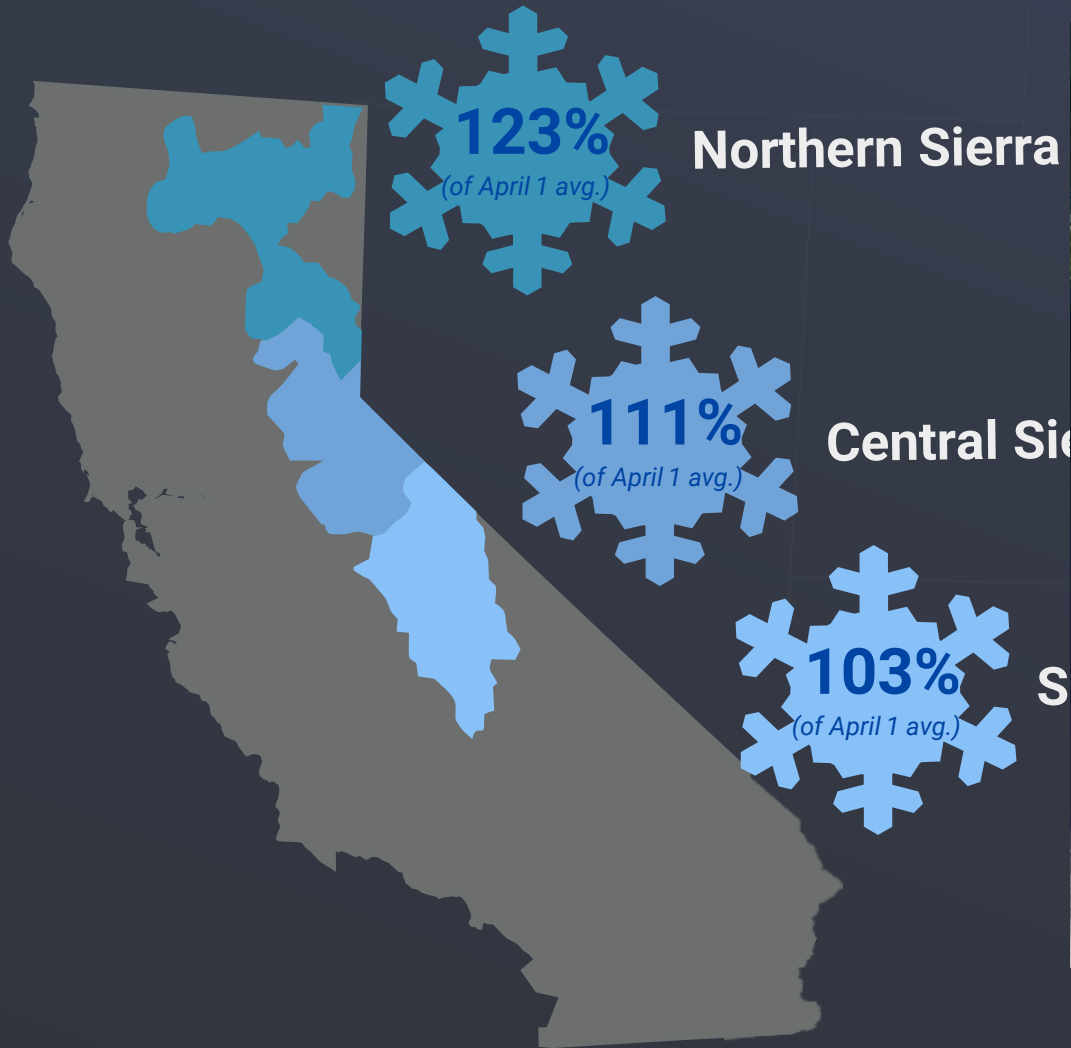 123%
(of April 1 avg.)
Northern Sierra
111%
(of April 1 avg.)
Central Sie
103%
(of April 1 avg.)
S